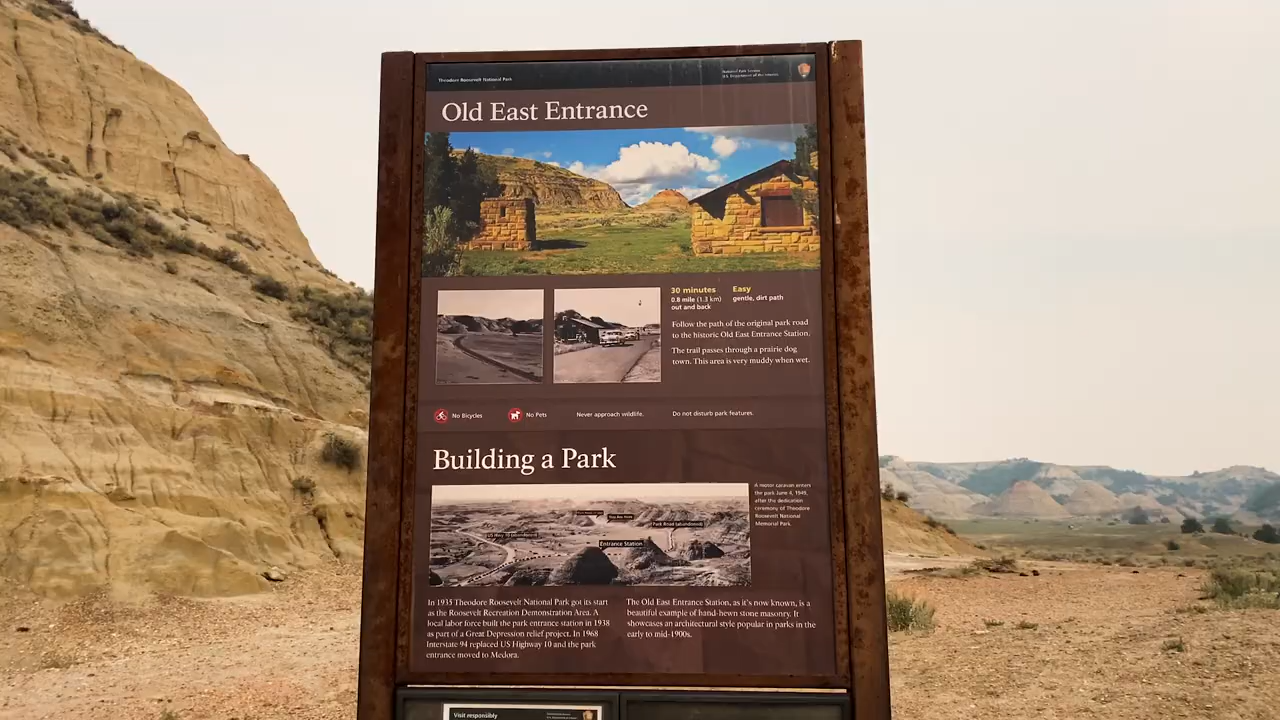 Theodore Roosevelt National Park
National Park Service
U.S. Department of the Interior
Old East Entrance
30 minutes
0.8 mile (1.3 km)
out and back
Easy
gentle, dirt path
Follow the path of the original park road
to the historic Old East Entrance Station.
The trail passes through a prairie dog
town. This area is very muddy when wet.
No Bicycles
No Pets
Never approach wildlife.
Do not disturb park features.
Building a Park
Park Road (abandoned)
US Hwy 10 (abandoned)
Entrance Station
A motor caravan enters
the park June 4, 1949,
after the dedication
ceremony of Theodore
Roosevelt National
Memorial Park.
In 1935 Theodore Roosevelt National Park got its start
as the Roosevelt Recreation Demonstration Area. A
local labor force built the park entrance station in 1938
as part of a Great Depression relief project. In 1968
Interstate 94 replaced US Highway 10 and the park
entrance moved to Medora.
The Old East Entrance Station, as it's now known, is a
beautiful example of hand-hewn stone masonry. It
showcases an architectural style popular in parks in the
early to mid-1900s.
Visit responsibly